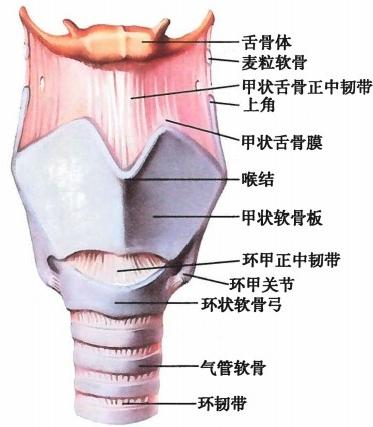 舌骨体
麦粒软骨
甲状舌骨正中韧带
上角
甲状舌骨膜
喉结
甲状软骨板
环甲正中韧带
环甲关节
环状软骨弓
气管软骨
环韧带